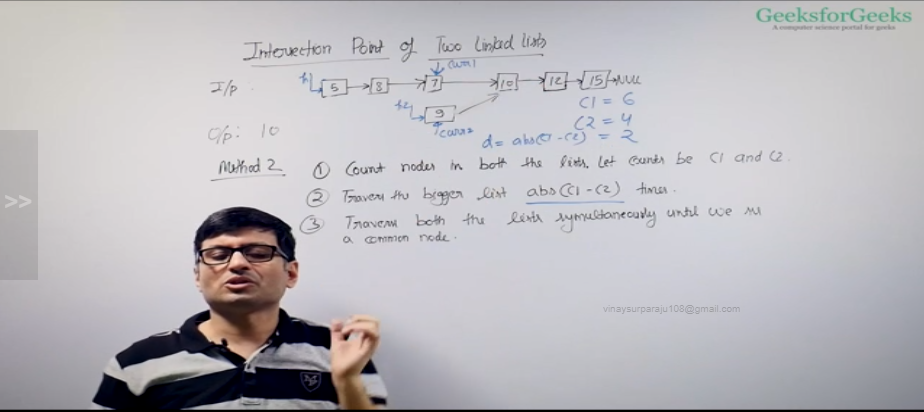 GeeksforGeeks
A computer science portal for geeks
Intersection Point of Two Linked Lists
I/p.
h1 5 8 7 curr1 10 12 15 NULL
h2 9 curr2
C1 = 6
C2 = 4
d = abs(C1 - C2) = 2
O/p: 10
Method 2
① Count nodes in both the lists. Let counts be C1 and C2.
② Traverse the bigger list abs(C1 - C2) times.
③ Traverse both the lists symultaneously until we see
a common node.
>>
vinaysurparaju108@gmail.com